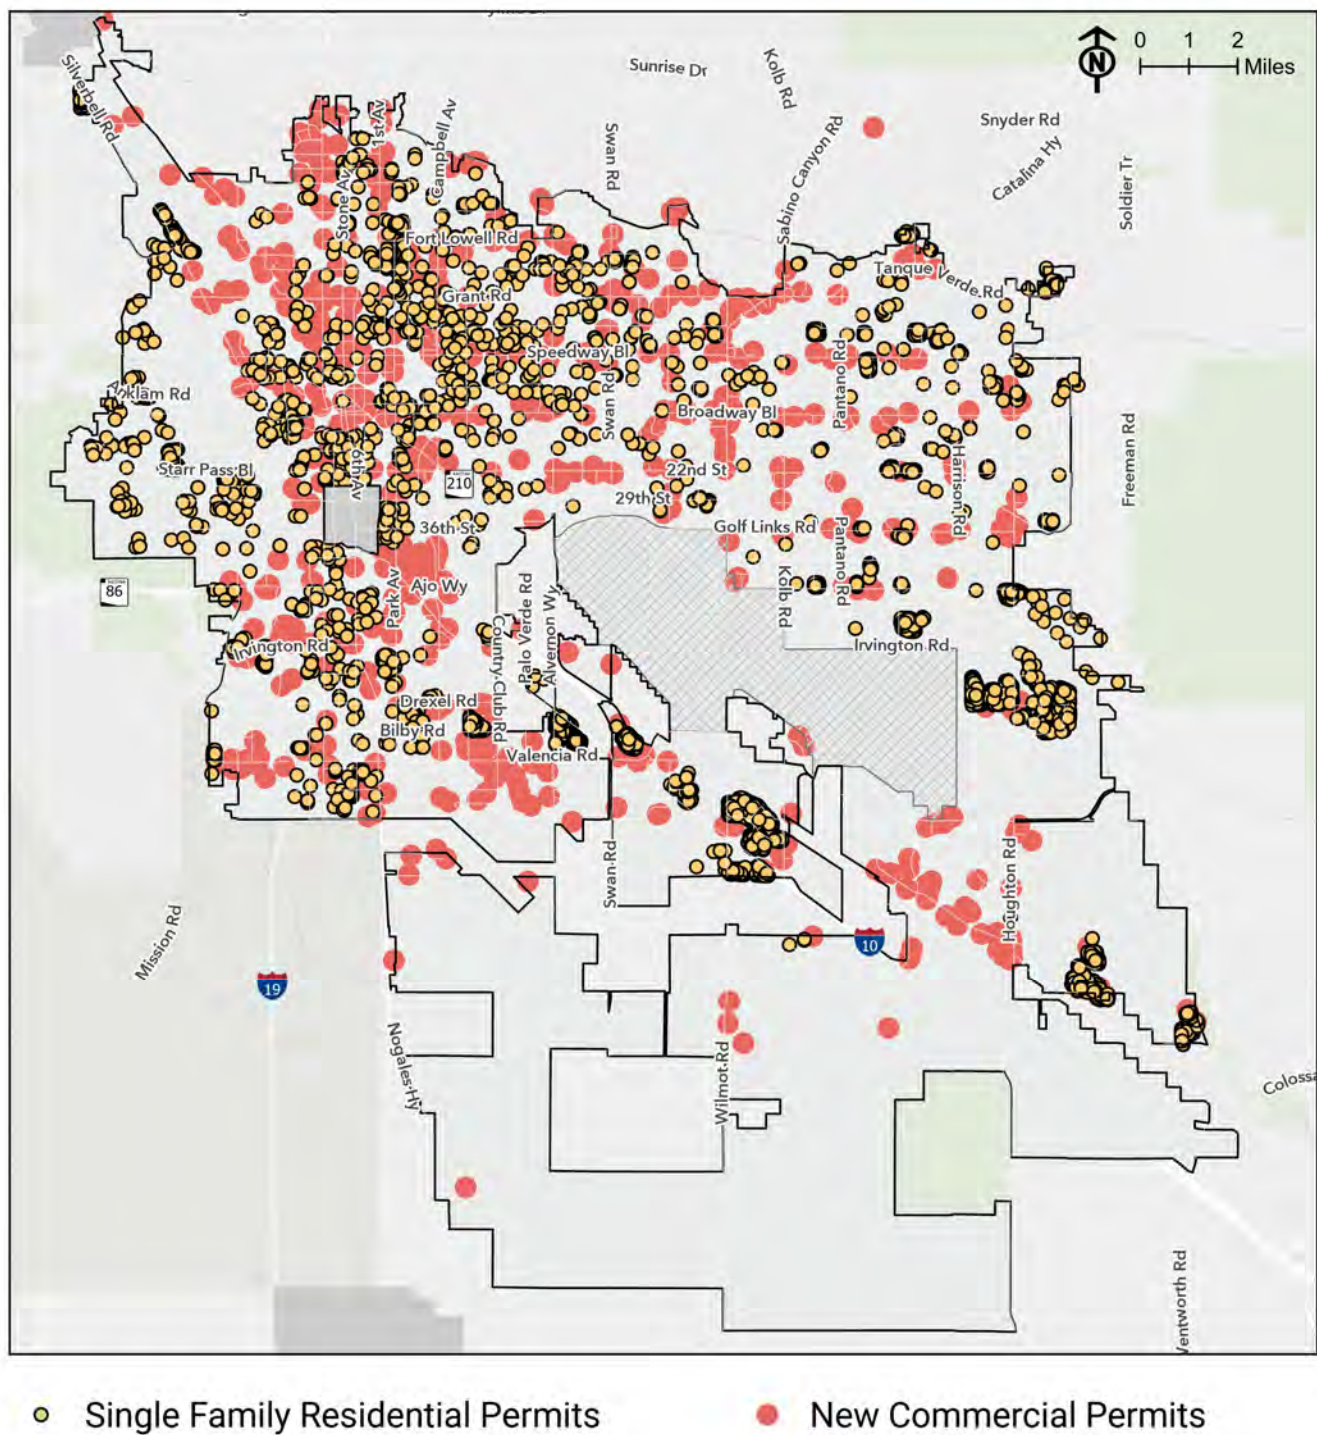 0 1 2
Miles
N
Sunrise Dr
Kolb Rd
Silverbell Rd
1st Av
Campbell Av
Swan Rd
Sabino Canyon Rd
Snyder Rd
Catalina Hy
Soldier Tr
Stone Av
Fort Lowell Rd
Tanque Verde Rd
Grant Rd
Speedway Bl
Pantano Rd
Swan Rd
Broadway Bl
Freeman Rd
6th Av
Starr Pass Bl
22nd St
Harrison Rd
210
29th St
36th St
Golf Links Rd
Pantano Rd
ARIZONA
86
Ajo Wy
Park Av
Palo Verde Rd
Alvernon Wy
Kolb Rd
Country Club Rd
Irvington Rd
Irvington Rd
Drexel Rd
Bilby Rd
Valencia Rd
Swan Rd
Houghton Rd
Mission Rd
10
19
Nogales Hy
Wilmot Rd
Single Family Residential Permits
New Commercial Permits